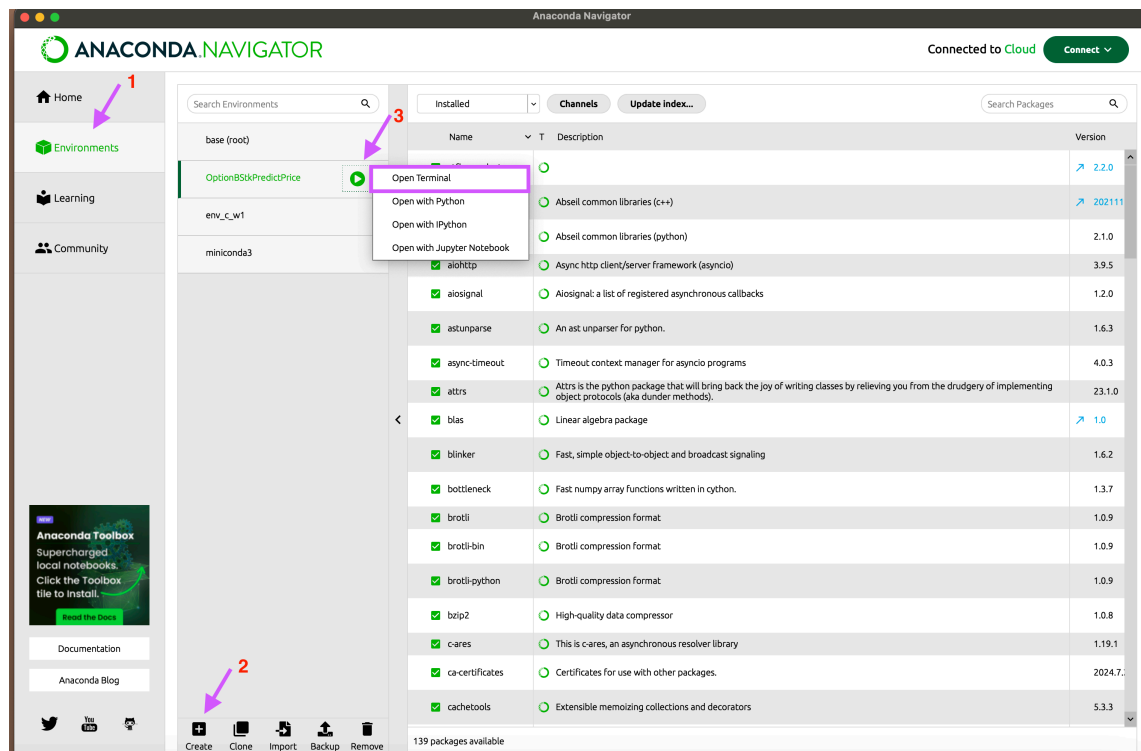 Anaconda Navigator
ANACONDA.NAVIGATOR
Connected to Cloud
Connect
1
Home
Environments
Learning
Community
NEW
Anaconda Toolbox
Supercharged
local notebooks.
Click the Toolbox
tile to Install.
Read the Docs
Documentation
Anaconda Blog
You
Tube
Search Environments
3
base (root)
OptionBStkPredictPrice
env_c_w1
miniconda3
Open Terminal
Open with Python
Open with IPython
Open with Jupyter Notebook
2
Create Clone Import Backup Remove
Installed Channels Update index... Search Packages
Name T Description Version
2.2.0
Abseil common libraries (c++) 202111
Abseil common libraries (python) 2.1.0
aiohttp Async http client/server framework (asyncio) 3.9.5
aiosignal Aiosignal: a list of registered asynchronous callbacks 1.2.0
astunparse An ast unparser for python. 1.6.3
async-timeout Timeout context manager for asyncio programs 4.0.3
attrs Attrs is the python package that will bring back the joy of writing classes by relieving you from the drudgery of implementing
object protocols (aka dunder methods). 23.1.0
blas Linear algebra package 1.0
blinker Fast, simple object-to-object and broadcast signaling 1.6.2
bottleneck Fast numpy array functions written in cython. 1.3.7
brotli Brotli compression format 1.0.9
brotli-bin Brotli compression format 1.0.9
brotli-python Brotli compression format 1.0.9
bzip2 High-quality data compressor 1.0.8
c-ares This is c-ares, an asynchronous resolver library 1.19.1
ca-certificates Certificates for use with other packages. 2024.7.
cachetools Extensible memoizing collections and decorators 5.3.3
139 packages available